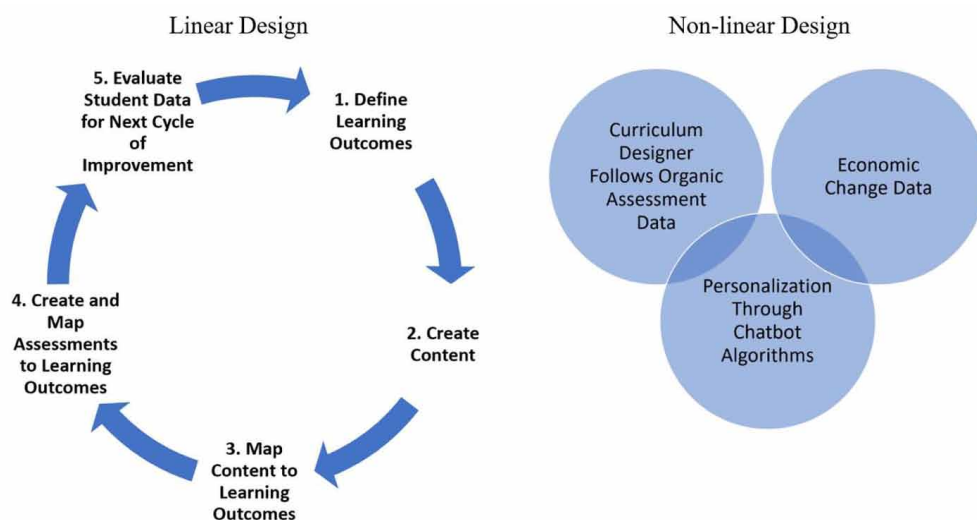 Linear Design
5. Evaluate
Student Data
for Next Cycle
of
Improvement
1. Define
Learning
Outcomes
2. Create
Content
3. Map
Content to
Learning
Outcomes
4. Create and
Map
Assessments
to Learning
Outcomes
Non-linear Design
Curriculum
Designer
Follows Organic
Assessment
Data
Economic
Change Data
Personalization
Through
Chatbot
Algorithms